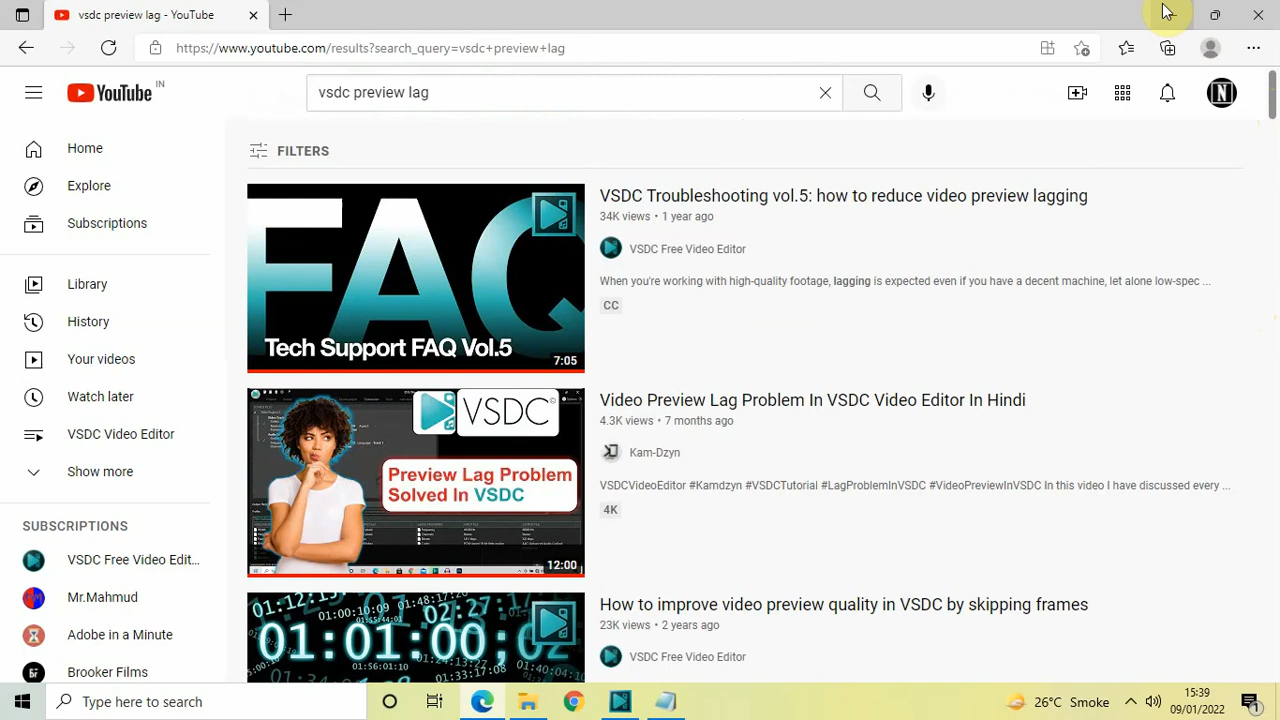 vsdc preview lag - YouTube
https://www.youtube.com/results?search_query=vsdc+preview+lag
YouTube IN
vsdc preview lag
N
Home
Explore
Subscriptions
Library
History
Your videos
Watch later
VSDC Video Editor
Show more
SUBSCRIPTIONS
VSDC Free Video Edit...
Mr.Mahmud
Adobe in a Minute
Brooker Films
FILTERS
FAQ
Tech Support FAQ Vol.5
7:05
VSDC Troubleshooting vol.5: how to reduce video preview lagging
34K views • 1 year ago
VSDC Free Video Editor
When you're working with high-quality footage, lagging is expected even if you have a decent machine, let alone low-spec ...
CC
VSDC
Preview Lag Problem
Solved In VSDC
12:00
Video Preview Lag Problem In VSDC Video Editor In Hindi
4.3K views • 7 months ago
Kam-Dzyn
VSDCVideoEditor #Kamdzyn #VSDCTutorial #LagProblemInVSDC #VideoPreviewInVSDC In this video I have discussed every ...
4K
01:01:00;02
How to improve video preview quality in VSDC by skipping frames
23K views • 2 years ago
VSDC Free Video Editor
Type here to search
26°C Smoke
15:39
09/01/2022
1